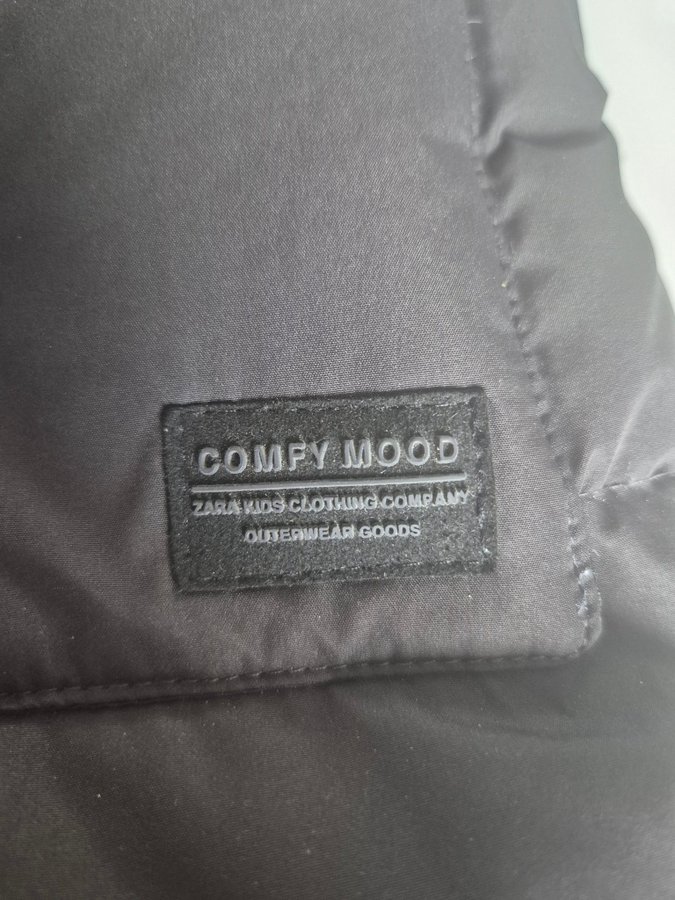 COMFY MOOD
ZARA KIDS CLOTHING COMPANY
OUTERWEAR GOODS